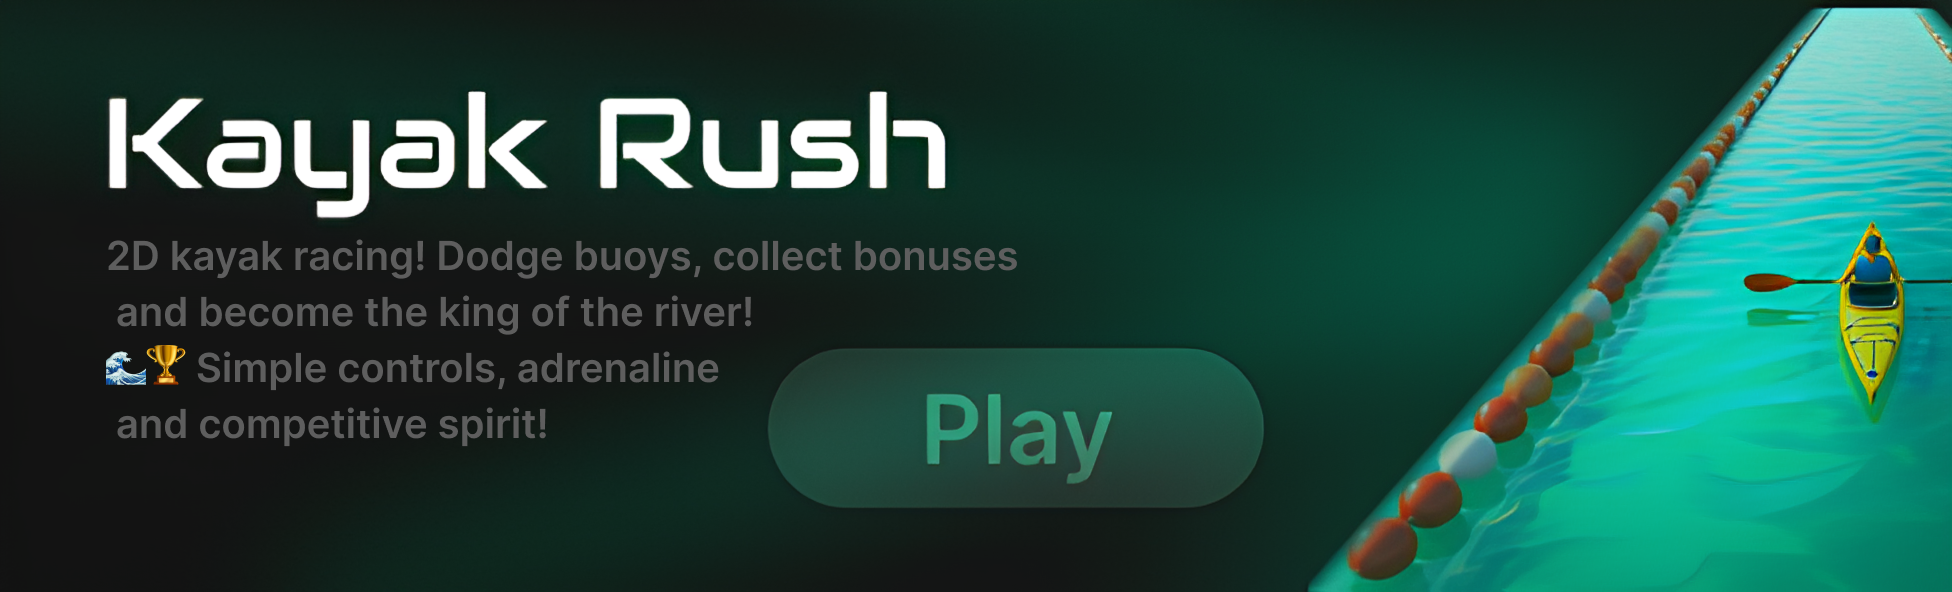 Kayak Rush
2D kayak racing! Dodge buoys, collect bonuses
and become the king of the river!
🌊🏆 Simple controls, adrenaline
and competitive spirit!
Play